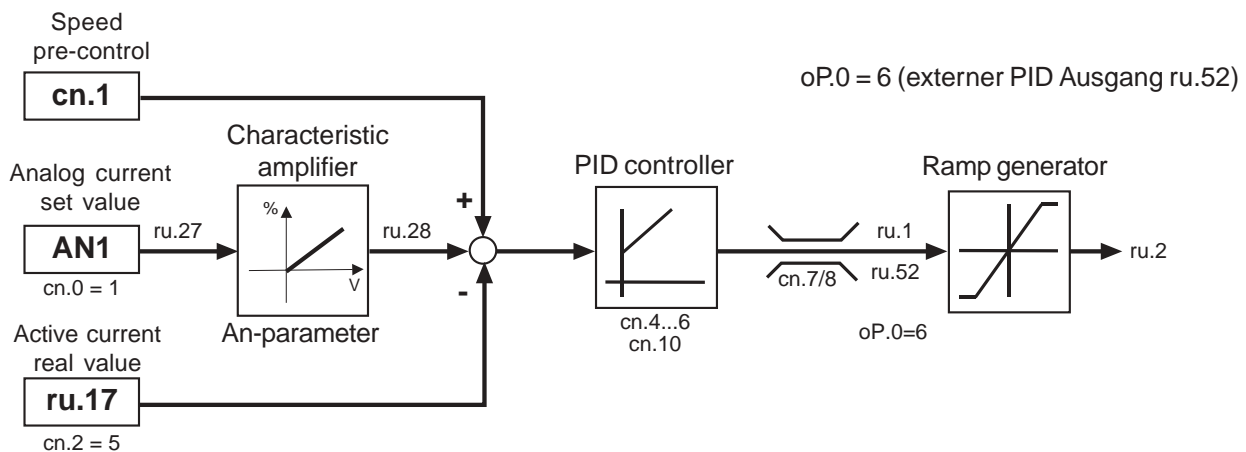 Speed
pre-control
cn.1
oP.0 = 6 (externer PID Ausgang ru.52)
Characteristic
amplifier
PID controller
Ramp generator
Analog current
set value
AN1
cn.0 = 1
ru.27
%
V
An-parameter
ru.28
+
-
cn.4...6
cn.10
ru.1
cn.7/8
ru.52
oP.0=6
ru.2
Active current
real value
ru.17
cn.2 = 5